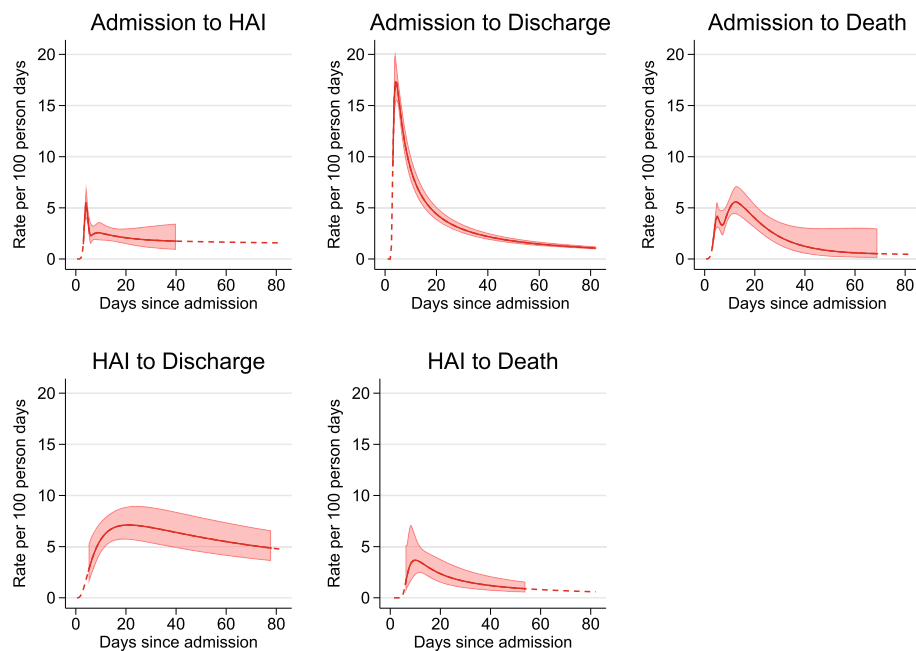 Admission to HAI
Rate per 100 person days
20
15
10
5
0
0 20 40 60 80
Days since admission
Admission to Discharge
Rate per 100 person days
20
15
10
5
0
0 20 40 60 80
Days since admission
Admission to Death
Rate per 100 person days
20
15
10
5
0
0 20 40 60 80
Days since admission
HAI to Discharge
Rate per 100 person days
20
15
10
5
0
0 20 40 60 80
Days since admission
HAI to Death
Rate per 100 person days
20
15
10
5
0
0 20 40 60 80
Days since admission